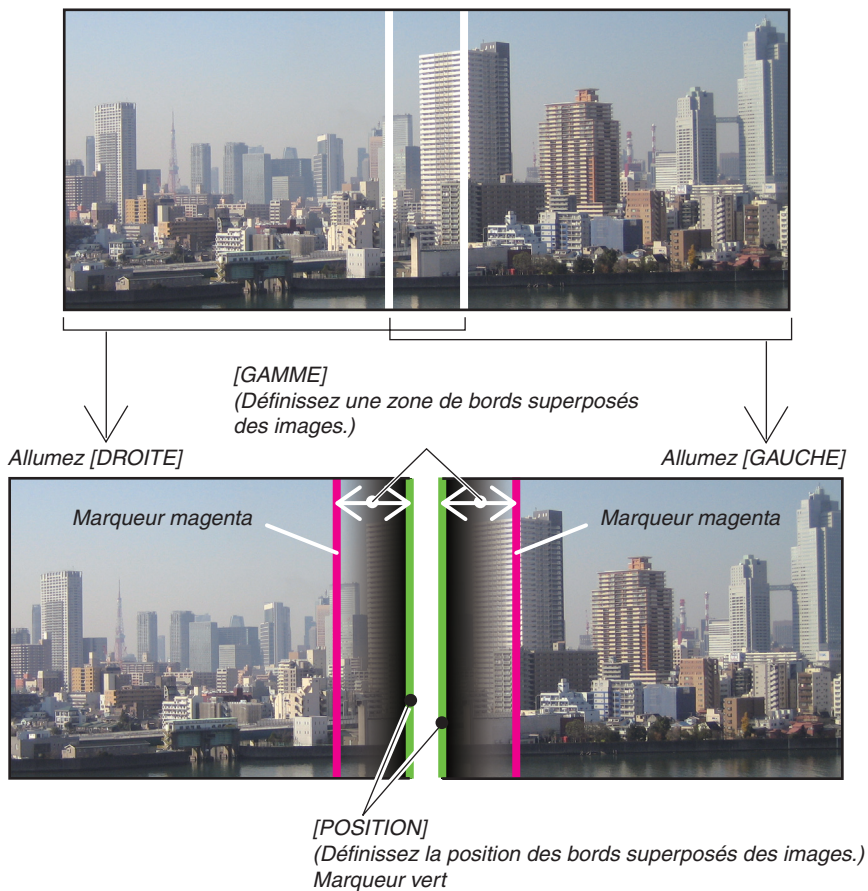 [GAMME]
(Définissez une zone de bords superposés
des images.)
Allumez [DROITE]
Allumez [GAUCHE]
Marqueur magenta
Marqueur magenta
[POSITION]
(Définissez la position des bords superposés des images.)
Marqueur vert